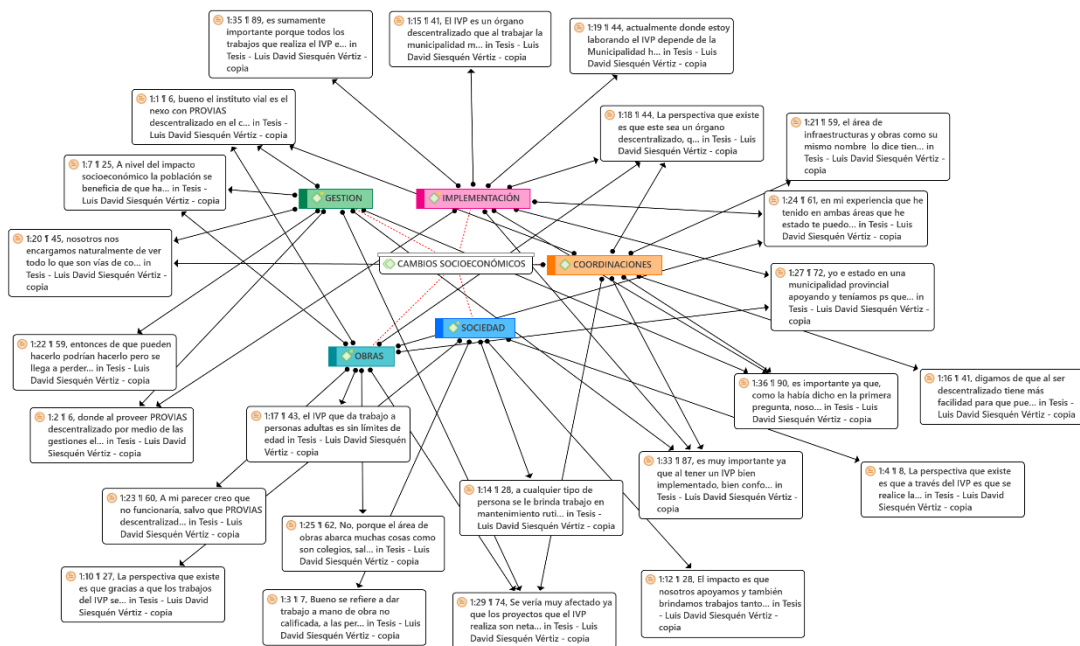 1:35 ¶ 89, es sumamente
importante porque todos los
trabajos que realiza el IVP e... in
Tesis - Luis David Siesquén Vértiz -
copia
1:15 ¶ 41, El IVP es un órgano
descentralizado que al trabajar la
municipalidad m... in Tesis - Luis
David Siesquén Vértiz - copia
1:19 ¶ 44, actualmente donde estoy
laborando el IVP depende de la
Municipalidad h... in Tesis - Luis
David Siesquén Vértiz - copia
1:1 ¶ 6, bueno el instituto vial es el
nexo con PROVIAS
descentralizado en el c... in Tesis -
Luis David Siesquén Vértiz - copia
1:18 ¶ 44, La perspectiva que existe
es que este sea un órgano
descentralizado, q... in Tesis - Luis
David Siesquén Vértiz - copia
1:21 ¶ 59, el área de
infraestructuras y obras como su
mismo nombre lo dice tien... in
Tesis - Luis David Siesquén Vértiz -
copia
1:7 ¶ 25, A nivel del impacto
socioeconómico la población se
beneficia de que ha... in Tesis -
Luis David Siesquén Vértiz - copia
GESTION
IMPLEMENTACIÓN
1:24 ¶ 61, en mi experiencia que he
tenido en ambas áreas que he
estado te puedo... in Tesis - Luis
David Siesquén Vértiz - copia
1:20 ¶ 45, nosotros nos
encargamos naturalmente de ver
todo lo que son vías de co... in
Tesis - Luis David Siesquén Vértiz -
copia
CAMBIOS SOCIOECONÓMICOS
COORDINACIONES
1:27 ¶ 72, yo e estado en una
municipalidad provincial
apoyando y teníamos ps que... in
Tesis - Luis David Siesquén Vértiz -
copia
SOCIEDAD
OBRAS
1:22 ¶ 59, entonces de que pueden
hacerlo podrían hacerlo pero se
llega a perder... in Tesis - Luis
David Siesquén Vértiz - copia
1:36 ¶ 90, es importante ya que,
como la había dicho en la primera
pregunta, noso... in Tesis - Luis
David Siesquén Vértiz - copia
1:16 ¶ 41, digamos de que al ser
descentralizado tiene más
facilidad para que pue... in Tesis -
Luis David Siesquén Vértiz - copia
1:2 ¶ 6, donde al proveer PROVIAS
descentralizado por medio de las
gestiones el... in Tesis - Luis David
Siesquén Vértiz - copia
1:17 ¶ 43, el IVP que da trabajo a
personas adultas es sin límites de
edad in Tesis - Luis David Siesquén
Vértiz - copia
1:33 ¶ 87, es muy importante ya
que al tener un IVP bien
implementado, bien confo... in
Tesis - Luis David Siesquén Vértiz -
copia
1:4 ¶ 8, La perspectiva que existe
es que a través del IVP es que se
realice la... in Tesis - Luis David
Siesquén Vértiz - copia
1:23 ¶ 60, A mi parecer creo que
no funcionaría, salvo que PROVIAS
descentralizad... in Tesis - Luis
David Siesquén Vértiz - copia
1:14 ¶ 28, a cualquier tipo de
persona se le brinda trabajo en
mantenimiento ruti... in Tesis -
Luis David Siesquén Vértiz - copia
1:25 ¶ 62, No, porque el área de
obras abarca muchas cosas como
son colegios, sal... in Tesis - Luis
David Siesquén Vértiz - copia
1:10 ¶ 27, La perspectiva que existe
es que gracias a que los trabajos
del IVP se... in Tesis - Luis David
Siesquén Vértiz - copia
1:3 ¶ 7, Bueno se refiere a dar
trabajo a mano de obra no
calificada, a las per... in Tesis - Luis
David Siesquén Vértiz - copia
1:29 ¶ 74, Se vería muy afectado ya
que los proyectos que el IVP
realiza son neta... in Tesis - Luis
David Siesquén Vértiz - copia
1:12 ¶ 28, El impacto es que
nosotros apoyamos y también
brindamos trabajos tanto... in Tesis
- Luis David Siesquén Vértiz -
copia